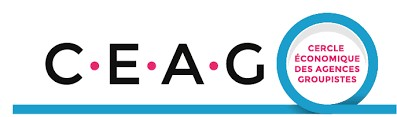 C.E.A.G
CERCLE
ÉCONOMIQUE
DES AGENCES
GROUPISTES